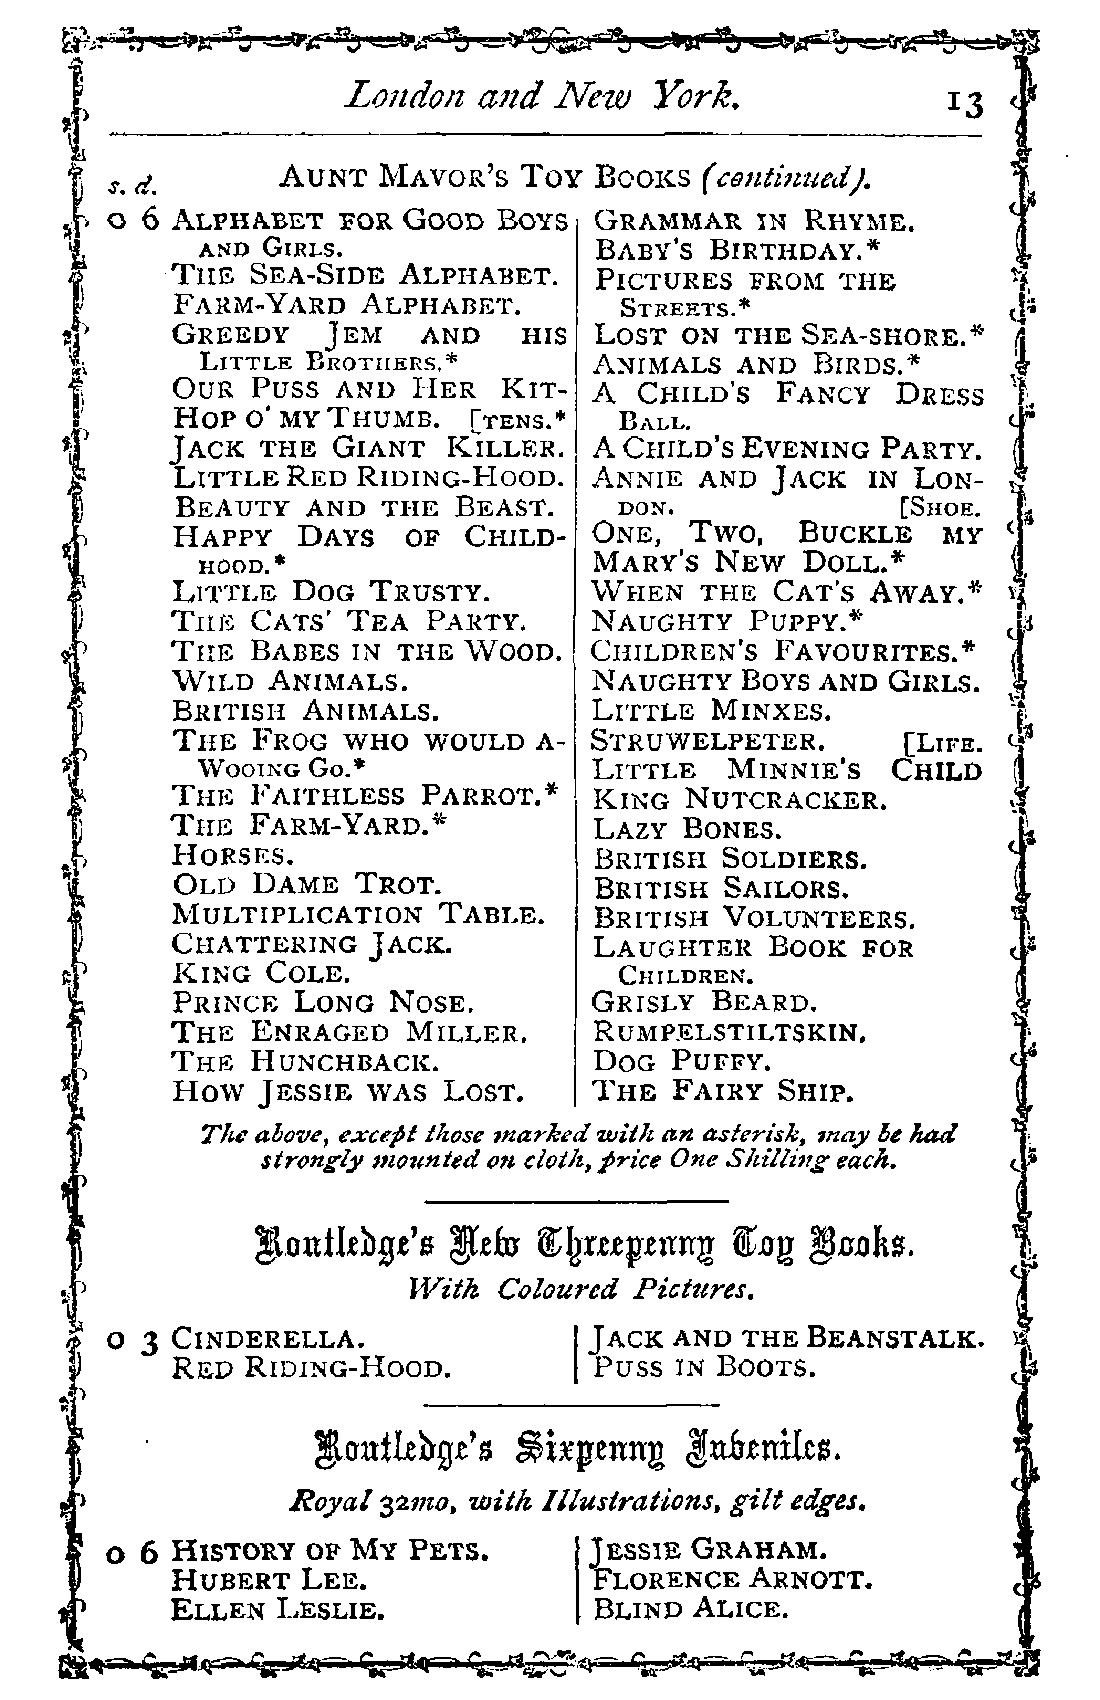 London and New York. 13
s. d. AUNT MAVOR'S TOY BOOKS (continued).
0 6 ALPHABET FOR GOOD BOYS
AND GIRLS.
THE SEA-SIDE ALPHABET.
FARM-YARD ALPHABET.
GREEDY JEM AND HIS
LITTLE BROTHERS.*
OUR PUSS AND HER KIT-
HOP O' MY THUMB. [TENS.*
JACK THE GIANT KILLER.
LITTLE RED RIDING-HOOD.
BEAUTY AND THE BEAST.
HAPPY DAYS OF CHILD-
HOOD.*
LITTLE DOG TRUSTY.
THE CATS' TEA PARTY.
THE BABES IN THE WOOD.
WILD ANIMALS.
BRITISH ANIMALS.
THE FROG WHO WOULD A-
WOOING GO.*
THE FAITHLESS PARROT.*
THE FARM-YARD.*
HORSES.
OLD DAME TROT.
MULTIPLICATION TABLE.
CHATTERING JACK.
KING COLE.
PRINCE LONG NOSE.
THE ENRAGED MILLER.
THE HUNCHBACK.
HOW JESSIE WAS LOST.
GRAMMAR IN RHYME.
BABY'S BIRTHDAY.*
PICTURES FROM THE
STREETS.*
LOST ON THE SEA-SHORE.*
ANIMALS AND BIRDS.*
A CHILD'S FANCY DRESS
BALL.
A CHILD'S EVENING PARTY.
ANNIE AND JACK IN LON-
DON. [SHOE.
ONE, TWO, BUCKLE MY
MARY'S NEW DOLL.*
WHEN THE CAT'S AWAY.*
NAUGHTY PUPPY.*
CHILDREN'S FAVOURITES.*
NAUGHTY BOYS AND GIRLS.
LITTLE MINXES.
STRUWELPETER. [LIFE.
LITTLE MINNIE'S CHILD
KING NUTCRACKER.
LAZY BONES.
BRITISH SOLDIERS.
BRITISH SAILORS.
BRITISH VOLUNTEERS.
LAUGHTER BOOK FOR
CHILDREN.
GRISLY BEARD.
RUMPELSTILTSKIN.
DOG PUFFY.
THE FAIRY SHIP.
The above, except those marked with an asterisk, may be had
strongly mounted on cloth, price One Shilling each.
Routledge's New Threepenny Toy Books.
With Coloured Pictures.
0 3 CINDERELLA.
RED RIDING-HOOD.
JACK AND THE BEANSTALK.
PUSS IN BOOTS.
Routledge's Sixpenny Juveniles.
Royal 32mo, with Illustrations, gilt edges.
0 6 HISTORY OF MY PETS.
HUBERT LEE.
ELLEN LESLIE.
JESSIE GRAHAM.
FLORENCE ARNOTT.
BLIND ALICE.